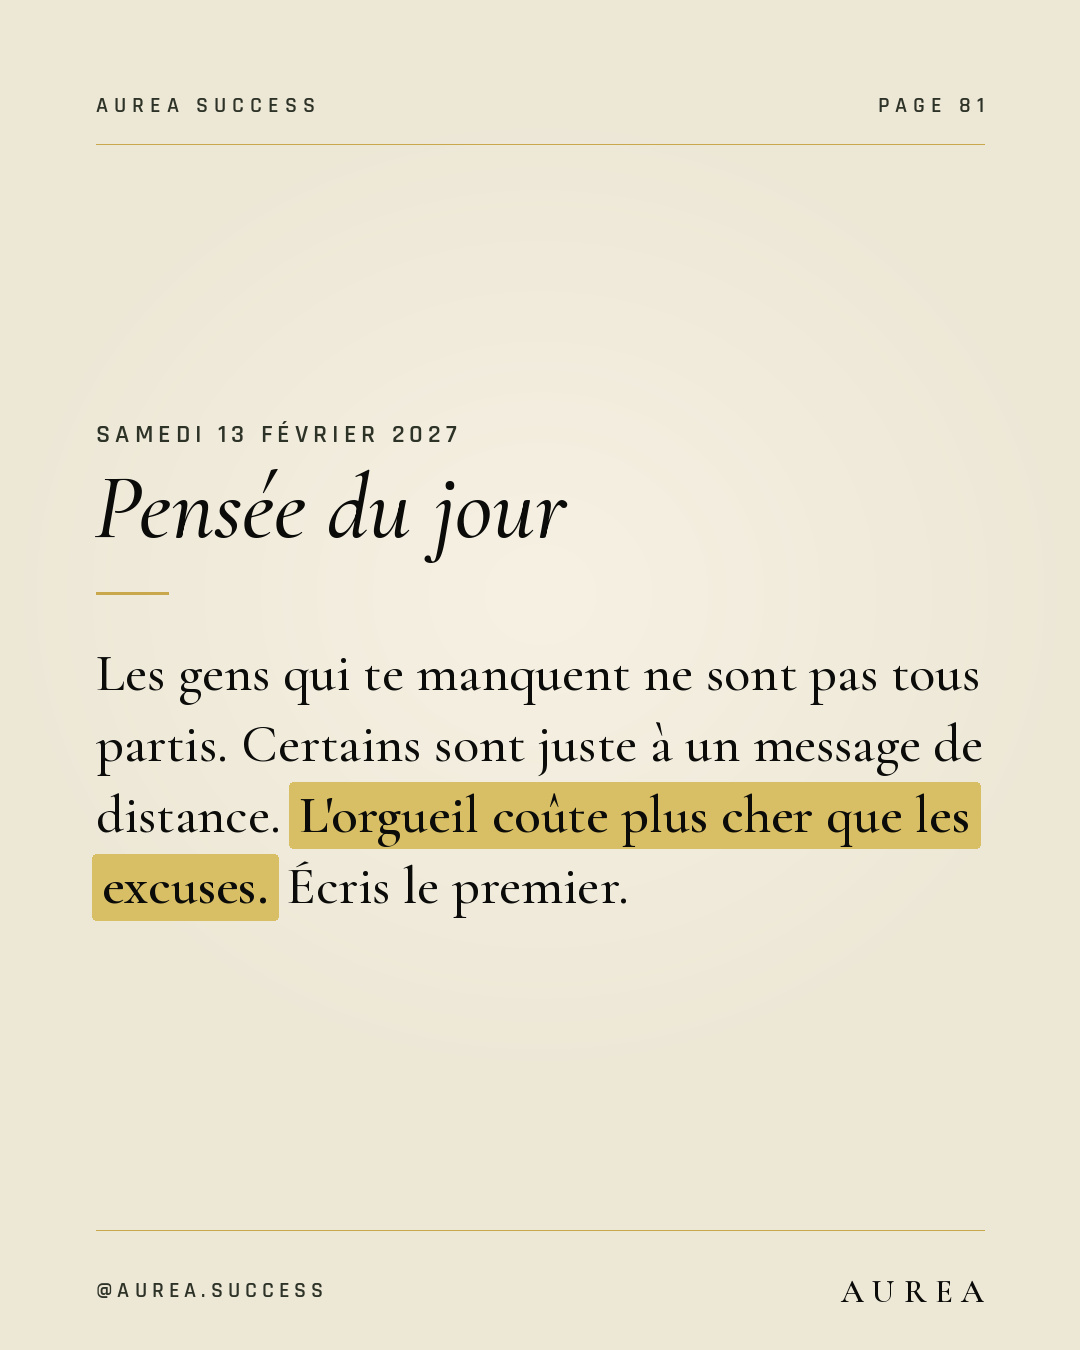 AUREA SUCCESS
PAGE 81
SAMEDI 13 FÉVRIER 2027
Pensée du jour
Les gens qui te manquent ne sont pas tous
partis. Certains sont juste à un message de
distance. L'orgueil coûte plus cher que les
excuses. Écris le premier.
@AUREA.SUCCESS
AUREA